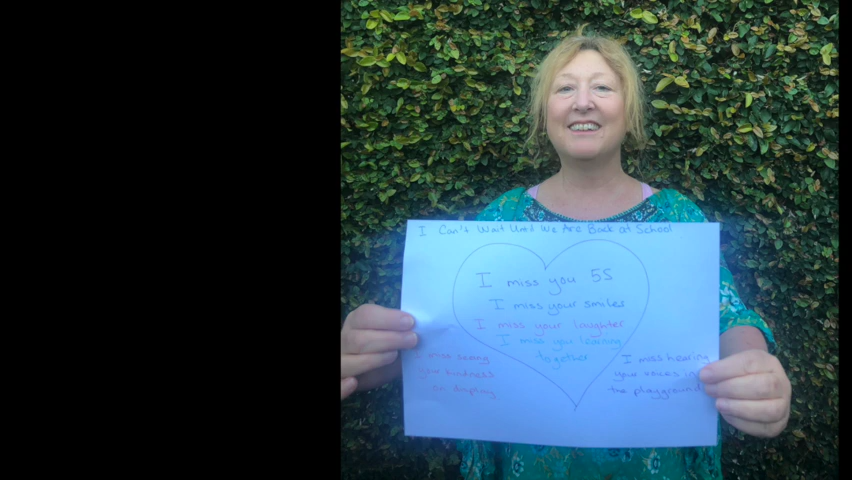 I Can't Wait Until We Are Back at School
I miss you 5S
I miss your smiles
I miss your laughter
I miss you learning
together
I miss seeing
your kindness
on display
I miss hearing
your voices in
the playground